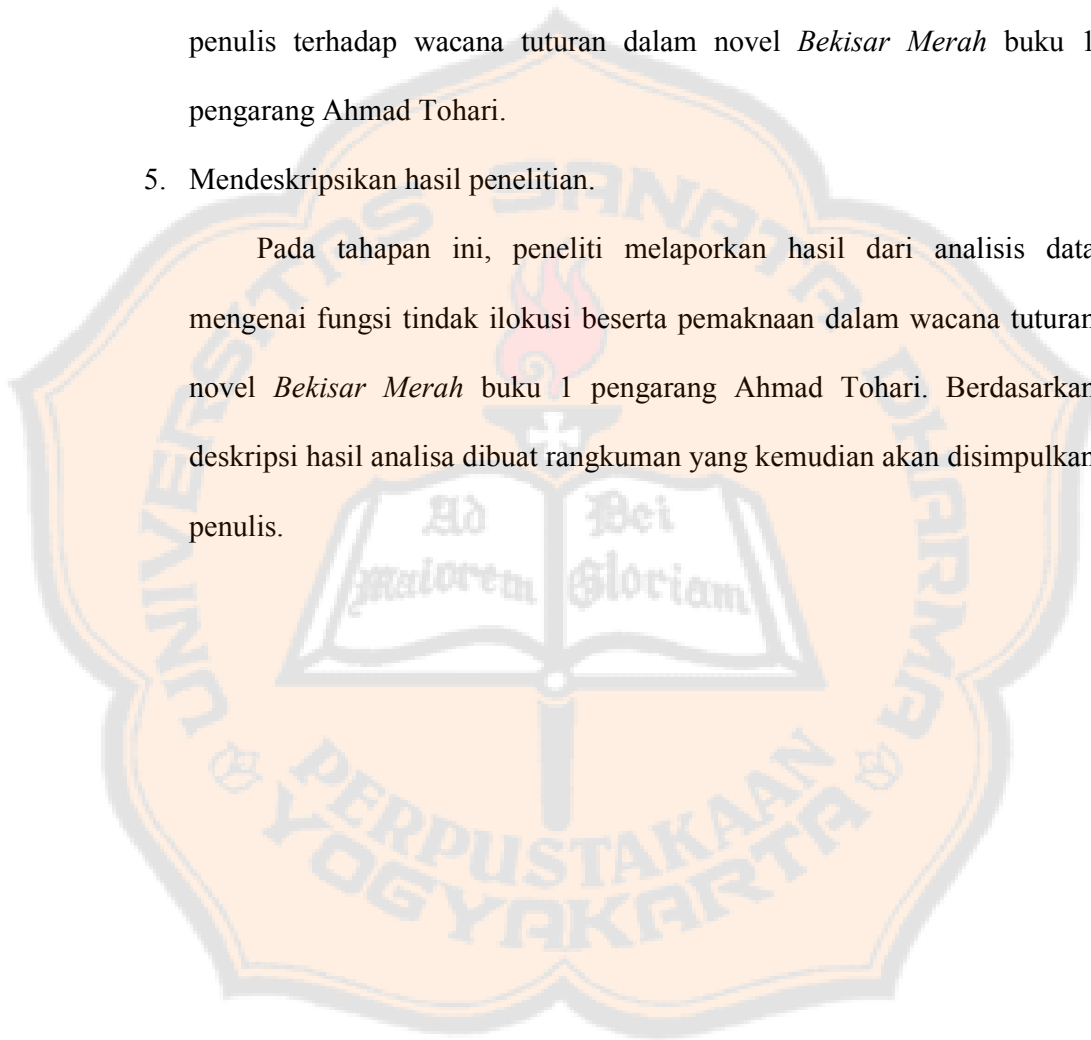 penulis terhadap wacana tuturan dalam novel Bekisar Merah buku 1
pengarang Ahmad Tohari.
5. Mendeskripsikan hasil penelitian.
Pada tahapan ini, peneliti melaporkan hasil dari analisis data
mengenai fungsi tindak ilokusi beserta pemaknaan dalam wacana tuturan
novel Bekisar Merah buku 1 pengarang Ahmad Tohari. Berdasarkan
deskripsi hasil analisa dibuat rangkuman yang kemudian akan disimpulkan
penulis.
UNIVERSITAS SANATA DHARMA
Ad Dei
Maiorem Gloriam
PERPUSTAKAAN
YOGYAKARTA